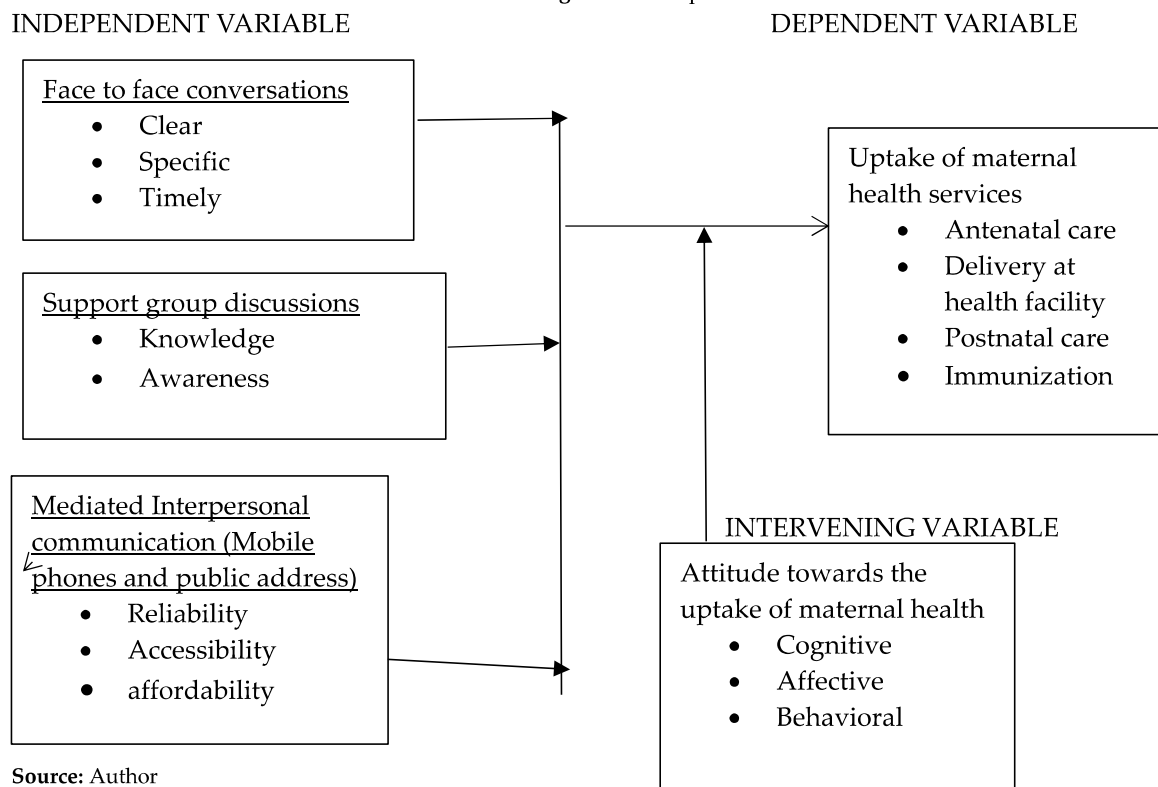 INDEPENDENT VARIABLE
DEPENDENT VARIABLE
Face to face conversations
• Clear
• Specific
• Timely
Support group discussions
• Knowledge
• Awareness
Mediated Interpersonal
communication (Mobile
phones and public address)
• Reliability
• Accessibility
• affordability
Uptake of maternal
health services
• Antenatal care
• Delivery at
health facility
• Postnatal care
• Immunization
INTERVENING VARIABLE
Attitude towards the
uptake of maternal health
• Cognitive
• Affective
• Behavioral
Source: Author